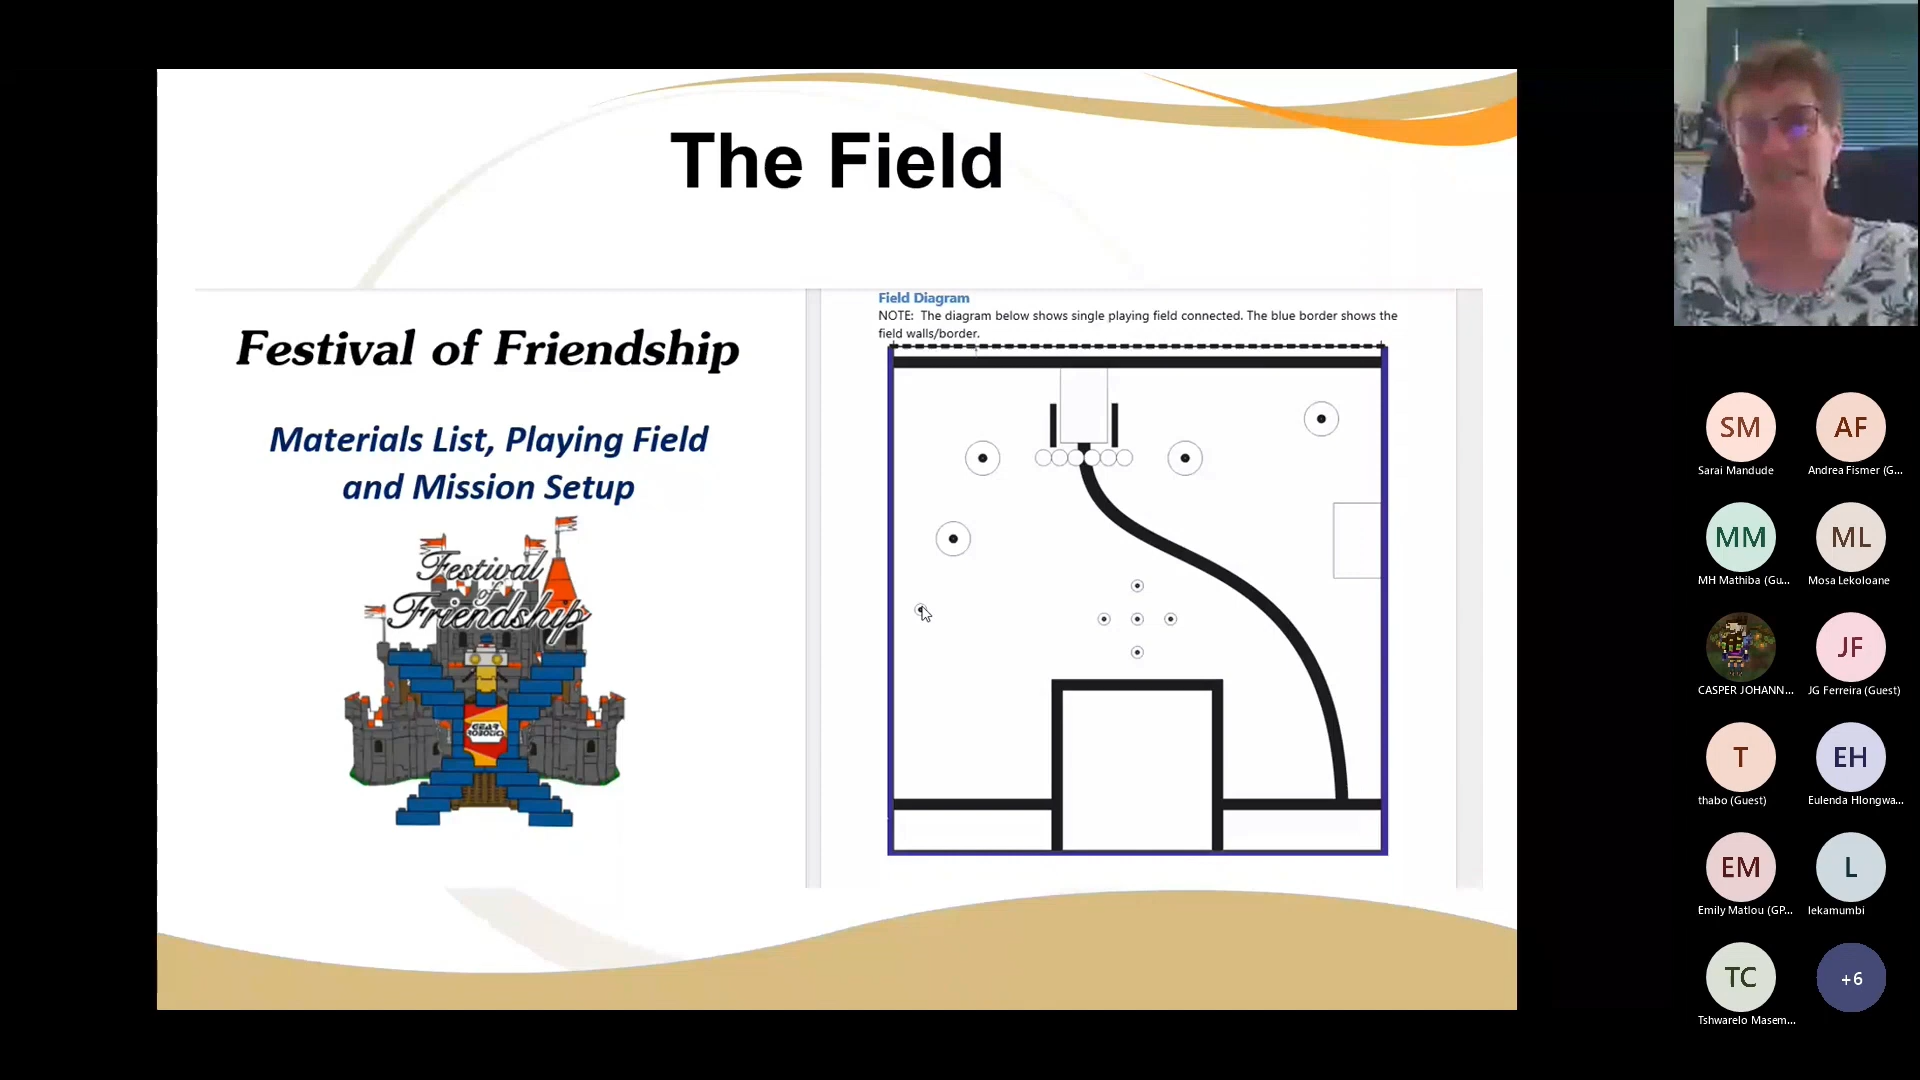 The Field
Festival of Friendship
Materials List, Playing Field
and Mission Setup
Festival
of
Friendship
GEAR
ROBOTICS
Field Diagram
NOTE: The diagram below shows single playing field connected. The blue border shows the
field walls/border.
SM
Sarai Mandude
AF
Andrea Fismer (G...
MM
MH Mathiba (Gu...
ML
Mosa Lekoloane
CASPER JOHANN...
JF
JG Ferreira (Guest)
T
thabo (Guest)
EH
Eulenda Hlongwa...
EM
Emily Matlou (GP...
L
lekamumbi
TC
Tshwarelo Masem...
+6